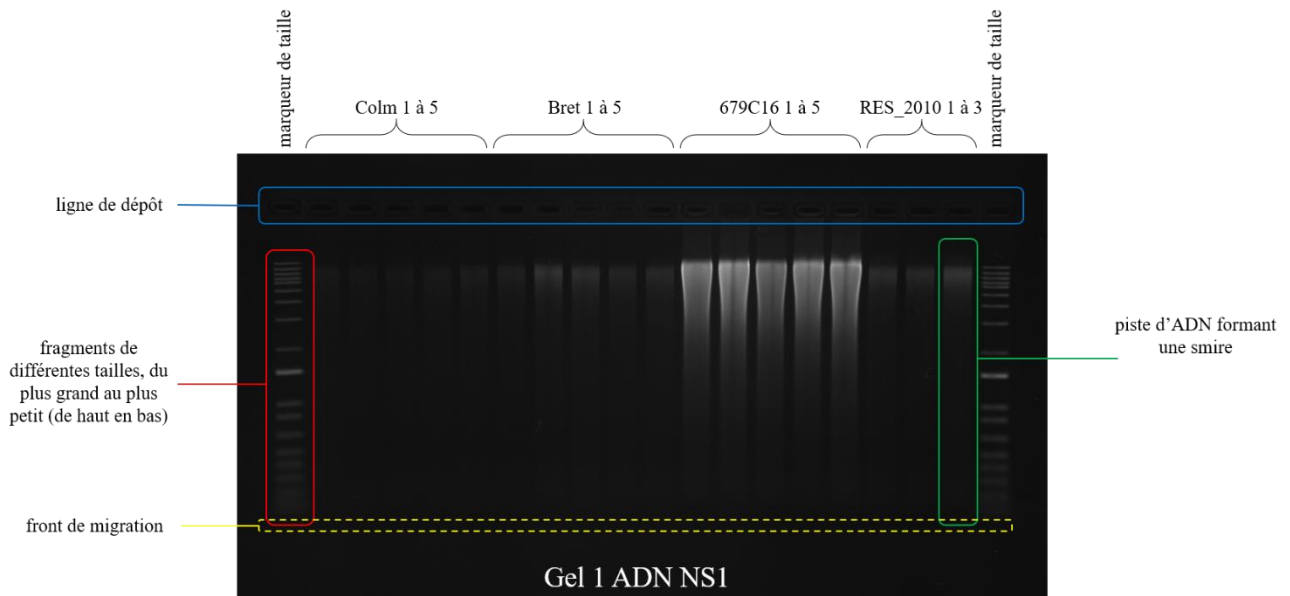 marqueur de taille
Colm 1 à 5
Bret 1 à 5
679C16 1 à 5
RES_2010 1 à 3
marqueur de taille
ligne de dépôt
fragments de
différentes tailles, du
plus grand au plus
petit (de haut en bas)
piste d'ADN formant
une smire
front de migration
Gel 1 ADN NS1